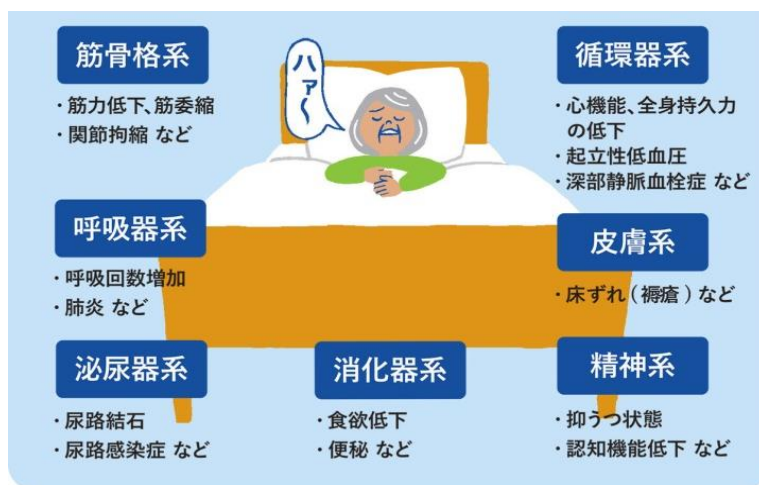 筋骨格系
・筋力低下、筋萎縮
・関節拘縮 など
ハァ〜
循環器系
・心機能、全身持久力
の低下
・起立性低血圧
・深部静脈血栓症 など
呼吸器系
・呼吸回数増加
・肺炎 など
皮膚系
・床ずれ（褥瘡）など
泌尿器系
・尿路結石
・尿路感染症 など
消化器系
・食欲低下
・便秘 など
精神系
・抑うつ状態
・認知機能低下 など